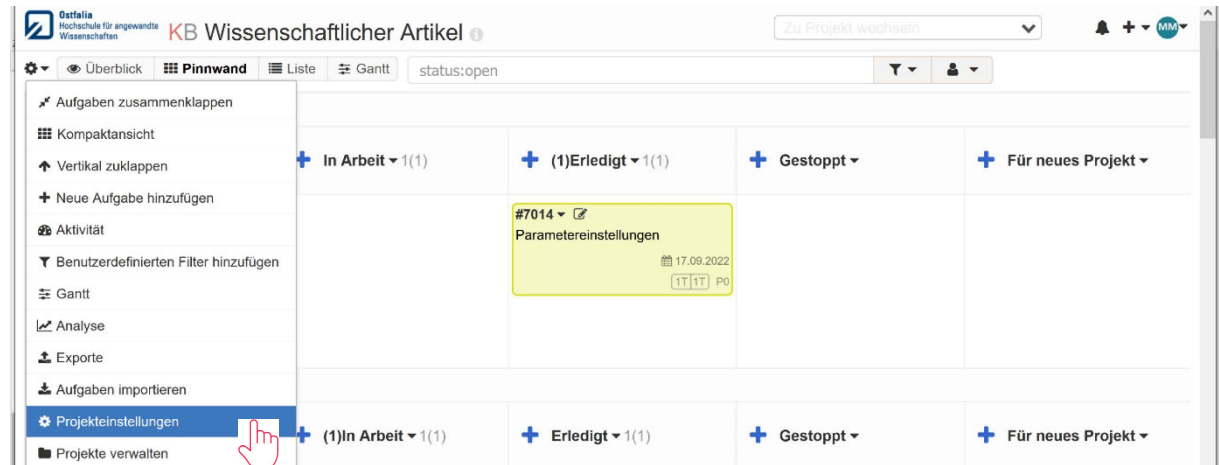 Ostfalia
Hochschule für angewandte
Wissenschaften
KB Wissenschaftlicher Artikel
Zu Projekt wechseln
MM
Überblick
Pinnwand
Liste
Gantt
status:open
Aufgaben zusammenklappen
Kompaktansicht
Vertikal zuklappen
Neue Aufgabe hinzufügen
Aktivität
Benutzerdefinierten Filter hinzufügen
Gantt
Analyse
Exporte
Aufgaben importieren
Projekteinstellungen
Projekte verwalten
In Arbeit 1(1)
(1)Erledigt 1(1)
Gestoppt
Für neues Projekt
#7014
Parametereinstellungen
17.09.2022
1T 1T P0
(1)In Arbeit 1(1)
Erledigt 1(1)
Gestoppt
Für neues Projekt